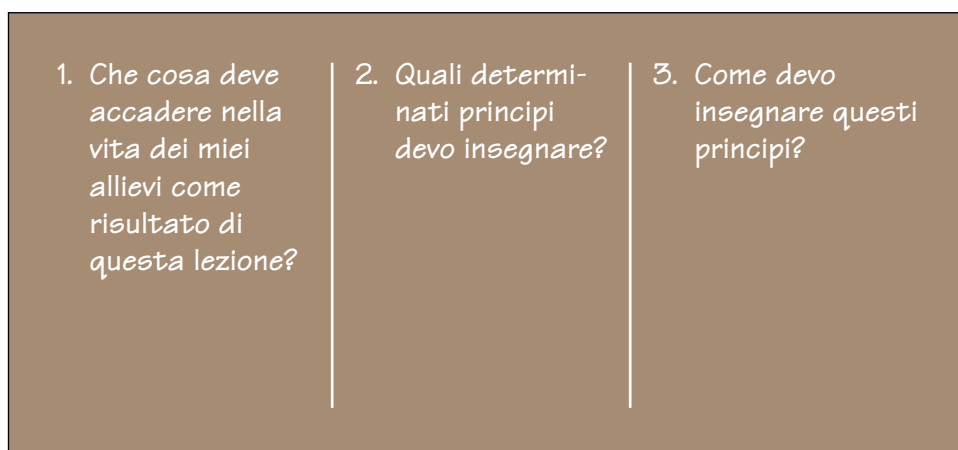 1. Che cosa deve
accadere nella
vita dei miei
allievi come
risultato di
questa lezione?
2. Quali determi-
nati principi
devo insegnare?
3. Come devo
insegnare questi
principi?